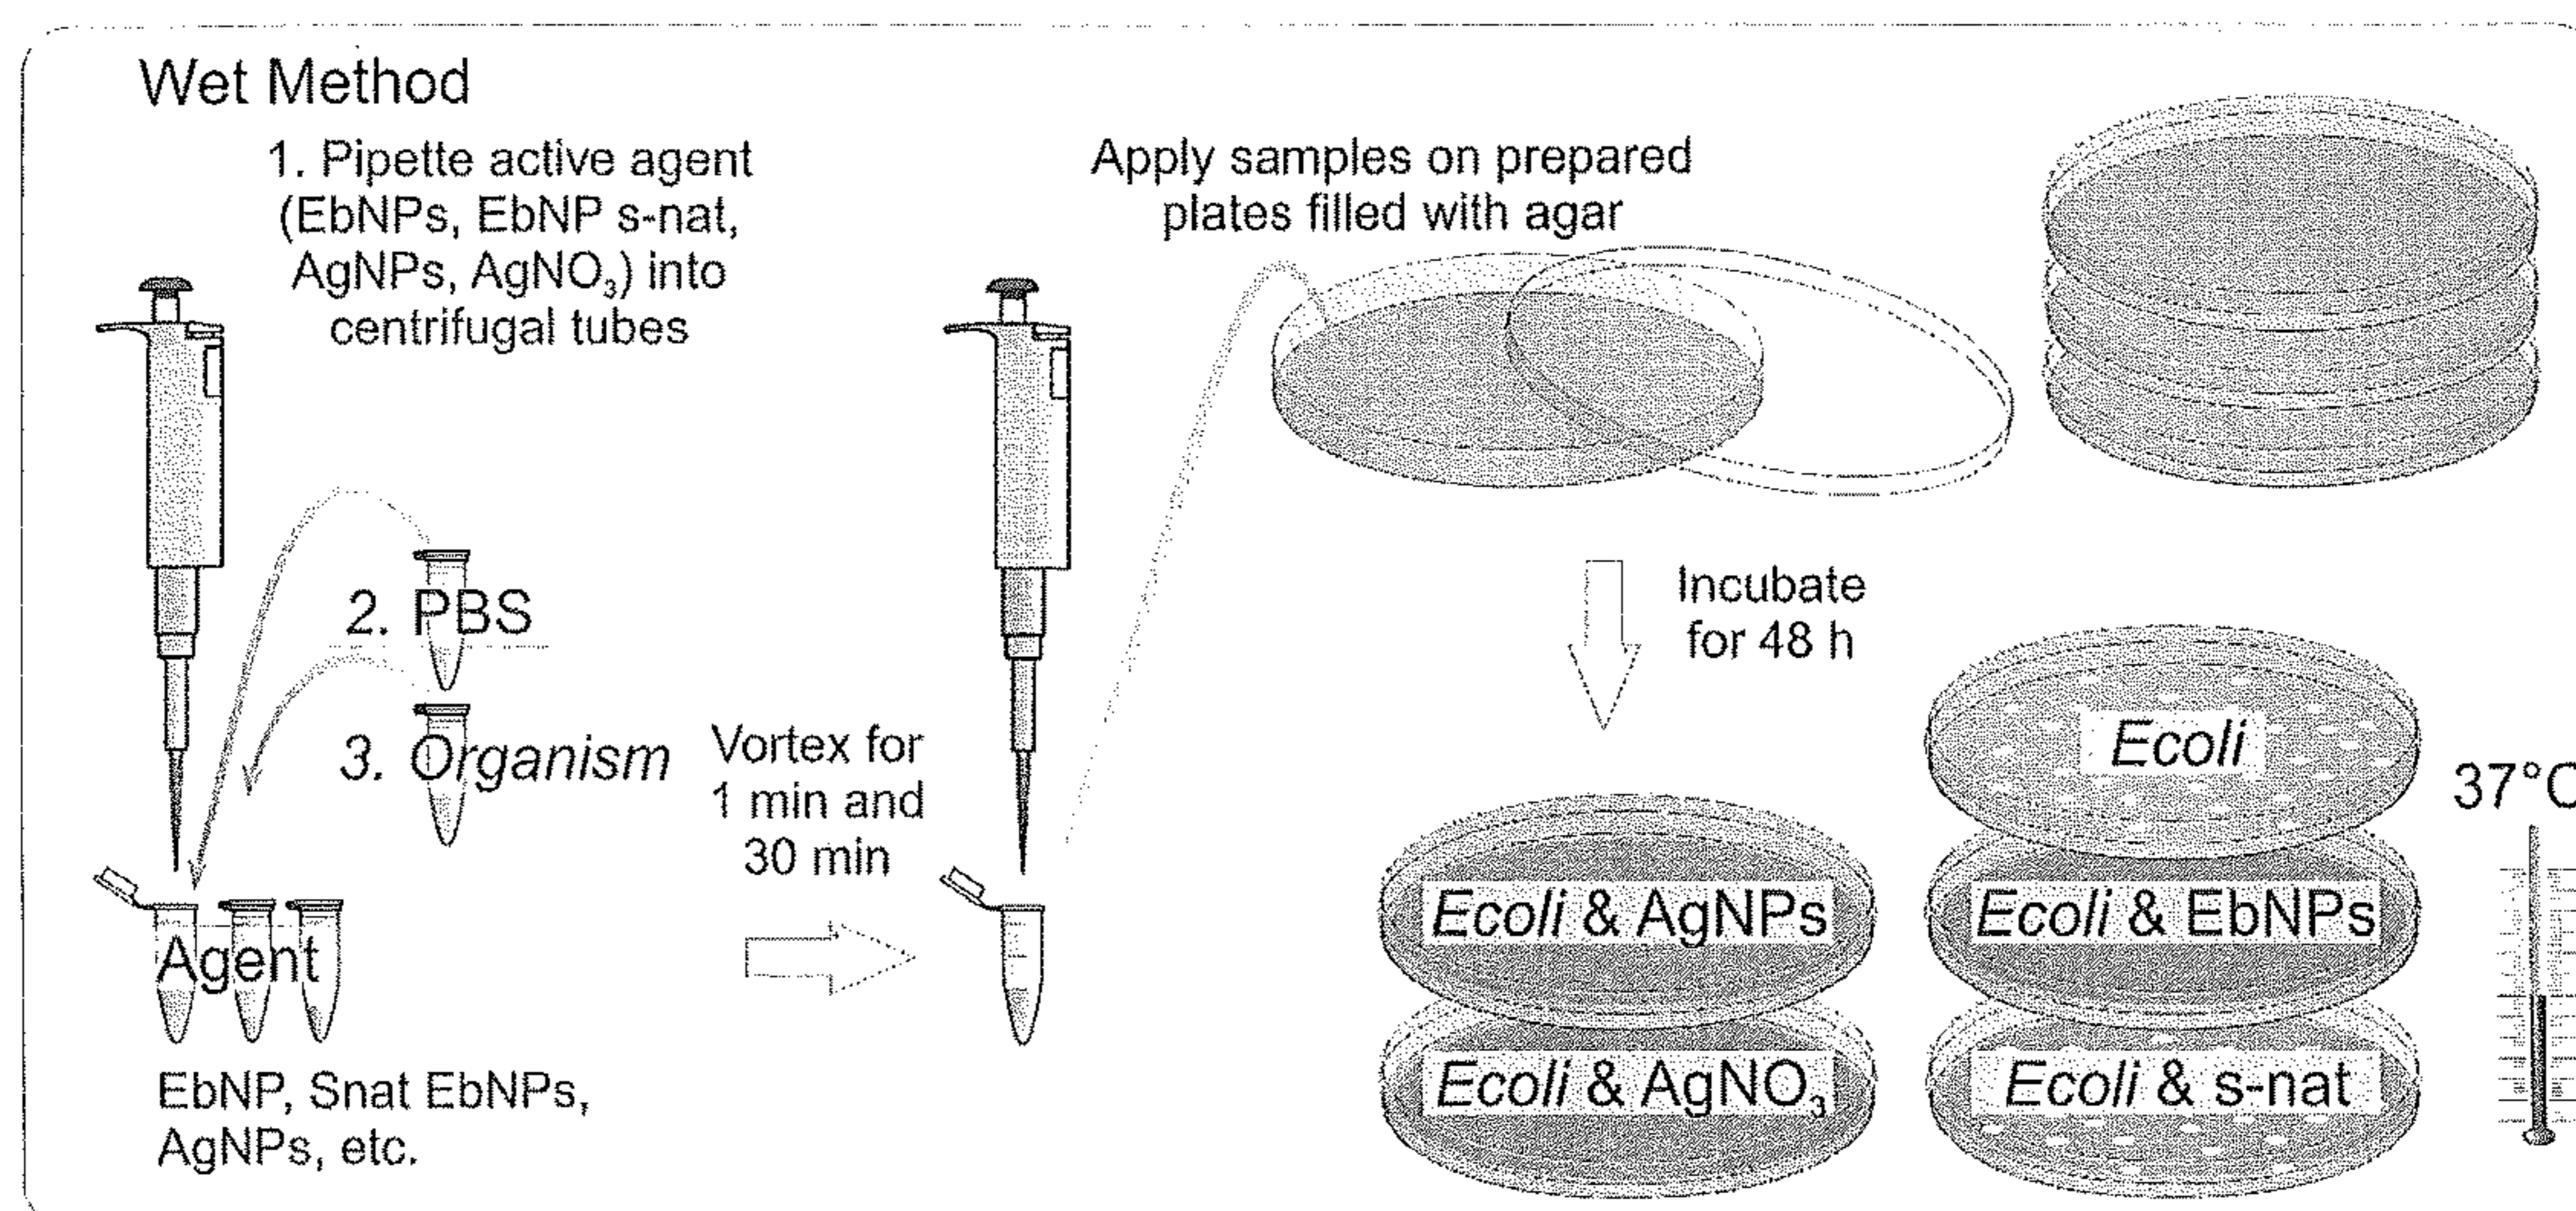 Wet Method
1. Pipette active agent
(EbNPs, EbNP s-nat,
AgNPs, AgNO₃) into
centrifugal tubes
2. PBS
3. Organism
Agent
EbNP, Snat EbNPs,
AgNPs, etc.
Vortex for
1 min and
30 min
Apply samples on prepared
plates filled with agar
Incubate
for 48 h
Ecoli
Ecoli & AgNPs
Ecoli & EbNPs
Ecoli & AgNO₃
Ecoli & s-nat
37°C